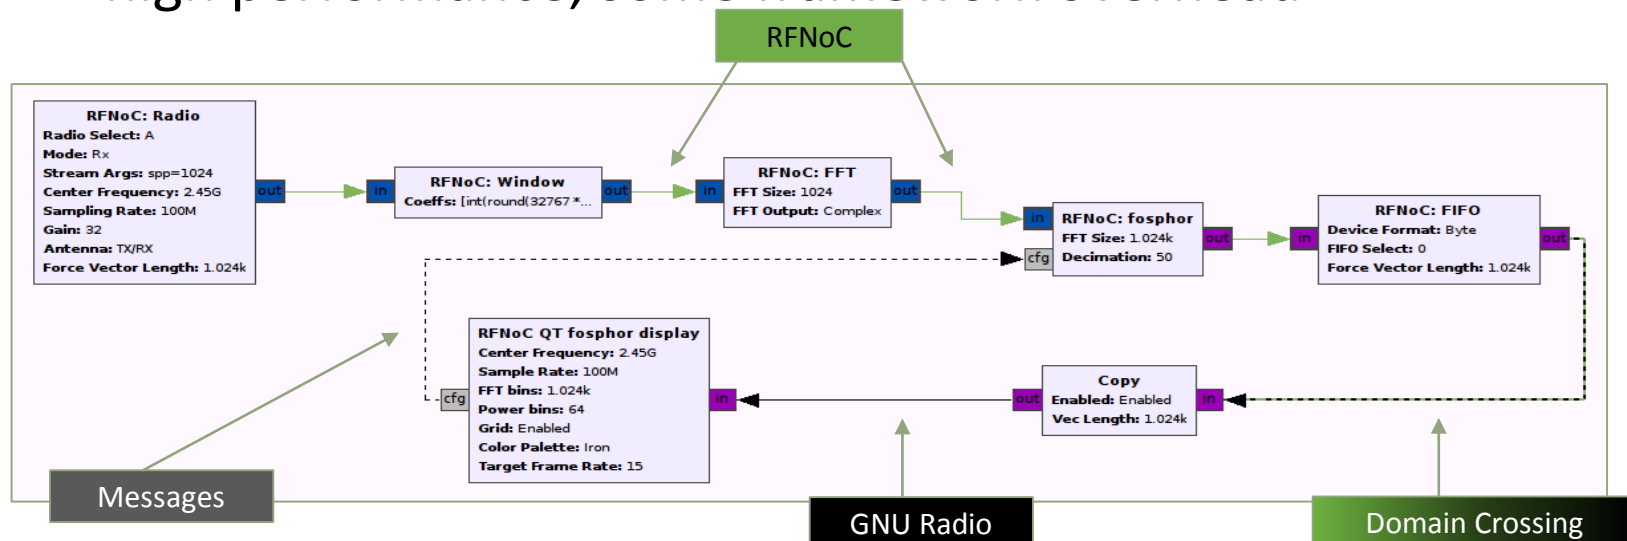 RFNoC
RFNoC: Radio
Radio Select: A
Mode: Rx
Stream Args: spp=1024
Center Frequency: 2.45G
Sampling Rate: 100M
Gain: 32
Antenna: TX/RX
Force Vector Length: 1.024k
out
in
RFNoC: Window
Coeffs: [int(round(32767 *...
out
in
RFNoC: FFT
FFT Size: 1024
FFT Output: Complex
out
in
cfg
RFNoC: fosphor
FFT Size: 1.024k
Decimation: 50
out
in
RFNoC: FIFO
Device Format: Byte
FIFO Select: 0
Force Vector Length: 1.024k
out
cfg
RFNoC QT fosphor display
Center Frequency: 2.45G
Sample Rate: 100M
FFT bins: 1.024k
Power bins: 64
Grid: Enabled
Color Palette: Iron
Target Frame Rate: 15
in
out
Copy
Enabled: Enabled
Vec Length: 1.024k
in
Messages
GNU Radio
Domain Crossing